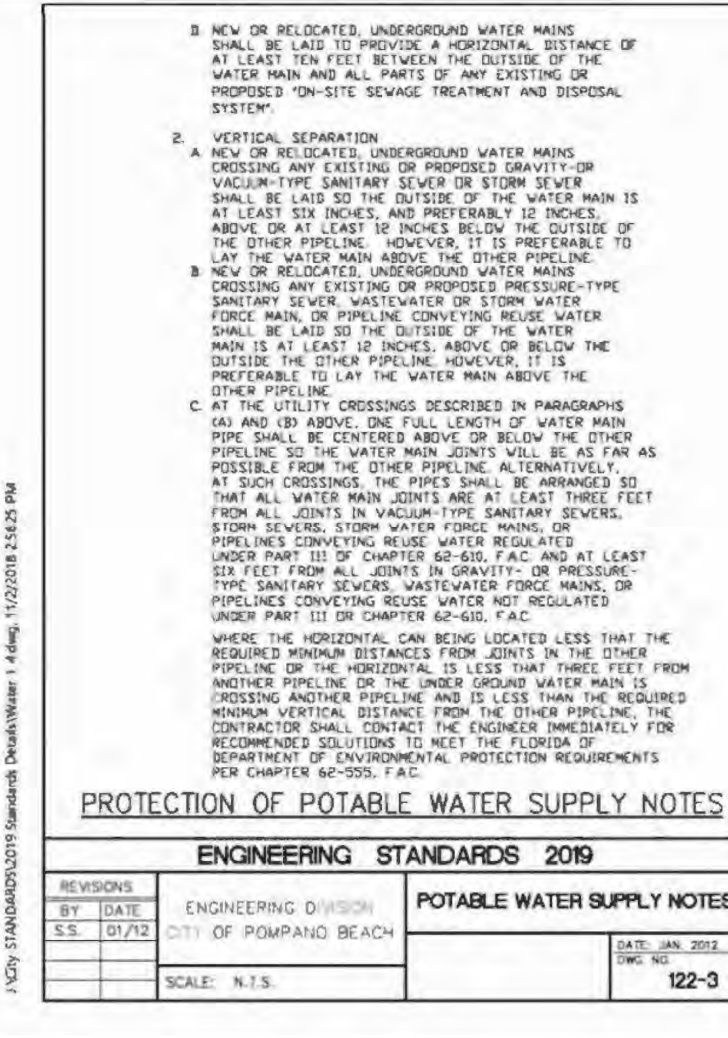 D NEW OR RELOCATED, UNDERGROUND WATER MAINS
SHALL BE LAID TO PROVIDE A HORIZONTAL DISTANCE OF
AT LEAST TEN FEET BETWEEN THE OUTSIDE OF THE
WATER MAIN AND ALL PARTS OF ANY EXISTING OR
PROPOSED "ON-SITE SEWAGE TREATMENT AND DISPOSAL
SYSTEM".
2. VERTICAL SEPARATION
A NEW OR RELOCATED, UNDERGROUND WATER MAINS
CROSSING ANY EXISTING OR PROPOSED GRAVITY-OR
VACUUM-TYPE SANITARY SEWER OR STORM SEWER
SHALL BE LAID SO THE OUTSIDE OF THE WATER MAIN IS
AT LEAST SIX INCHES, AND PREFERABLY 12 INCHES,
ABOVE OR AT LEAST 12 INCHES BELOW THE OUTSIDE OF
THE OTHER PIPELINE. HOWEVER, IT IS PREFERABLE TO
LAY THE WATER MAIN ABOVE THE OTHER PIPELINE.
B NEW OR RELOCATED, UNDERGROUND WATER MAINS
CROSSING ANY EXISTING OR PROPOSED PRESSURE-TYPE
SANITARY SEWER, WASTEWATER OR STORM WATER
FORCE MAIN, OR PIPELINE CONVEYING REUSE WATER
SHALL BE LAID SO THE OUTSIDE OF THE WATER
MAIN IS AT LEAST 12 INCHES, ABOVE OR BELOW THE
OUTSIDE THE OTHER PIPELINE. HOWEVER, IT IS
PREFERABLE TO LAY THE WATER MAIN ABOVE THE
OTHER PIPELINE.
C. AT THE UTILITY CROSSINGS DESCRIBED IN PARAGRAPHS
(A) AND (B) ABOVE, ONE FULL LENGTH OF WATER MAIN
PIPE SHALL BE CENTERED ABOVE OR BELOW THE OTHER
PIPELINE SO THE WATER MAIN JOINTS WILL BE AS FAR AS
POSSIBLE FROM THE OTHER PIPELINE. ALTERNATIVELY,
AT SUCH CROSSINGS, THE PIPES SHALL BE ARRANGED SO
THAT ALL WATER MAIN JOINTS ARE AT LEAST THREE FEET
FROM ALL JOINTS IN VACUUM-TYPE SANITARY SEWERS,
STORM SEWERS, STORM WATER FORCE MAINS, OR
PIPELINES CONVEYING REUSE WATER REGULATED
UNDER PART III OF CHAPTER 62-610, F.A.C. AND AT LEAST
SIX FEET FROM ALL JOINTS IN GRAVITY- OR PRESSURE-
TYPE SANITARY SEWERS, WASTEWATER FORCE MAINS, OR
PIPELINES CONVEYING REUSE WATER NOT REGULATED
UNDER PART III OR CHAPTER 62-610, F.A.C.
WHERE THE HORIZONTAL CAN BEING LOCATED LESS THAT THE
REQUIRED MINIMUM DISTANCES FROM JOINTS IN THE OTHER
PIPELINE OR THE HORIZONTAL IS LESS THAT THREE FEET FROM
ANOTHER PIPELINE OR THE UNDER GROUND WATER MAIN IS
CROSSING ANOTHER PIPELINE AND IS LESS THAN THE REQUIRED
MINIMUM VERTICAL DISTANCE FROM THE OTHER PIPELINE, THE
CONTRACTOR SHALL CONTACT THE ENGINEER IMMEDIATELY FOR
RECOMMENDED SOLUTIONS TO MEET THE FLORIDA OF
DEPARTMENT OF ENVIRONMENTAL PROTECTION REQUIREMENTS
PER CHAPTER 62-555, F.A.C.
PROTECTION OF POTABLE WATER SUPPLY NOTES
ENGINEERING STANDARDS 2019
REVISIONS
BY DATE
S.S. 01/12
ENGINEERING DIVISION
CITY OF POMPANO BEACH
SCALE: N.T.S.
POTABLE WATER SUPPLY NOTES
DATE: JAN. 2012
DWG. NO.
122-3
J:\City STANDARDS\2019 Standards Details\Water 1 4.dwg, 11/2/2018 2:56:25 PM